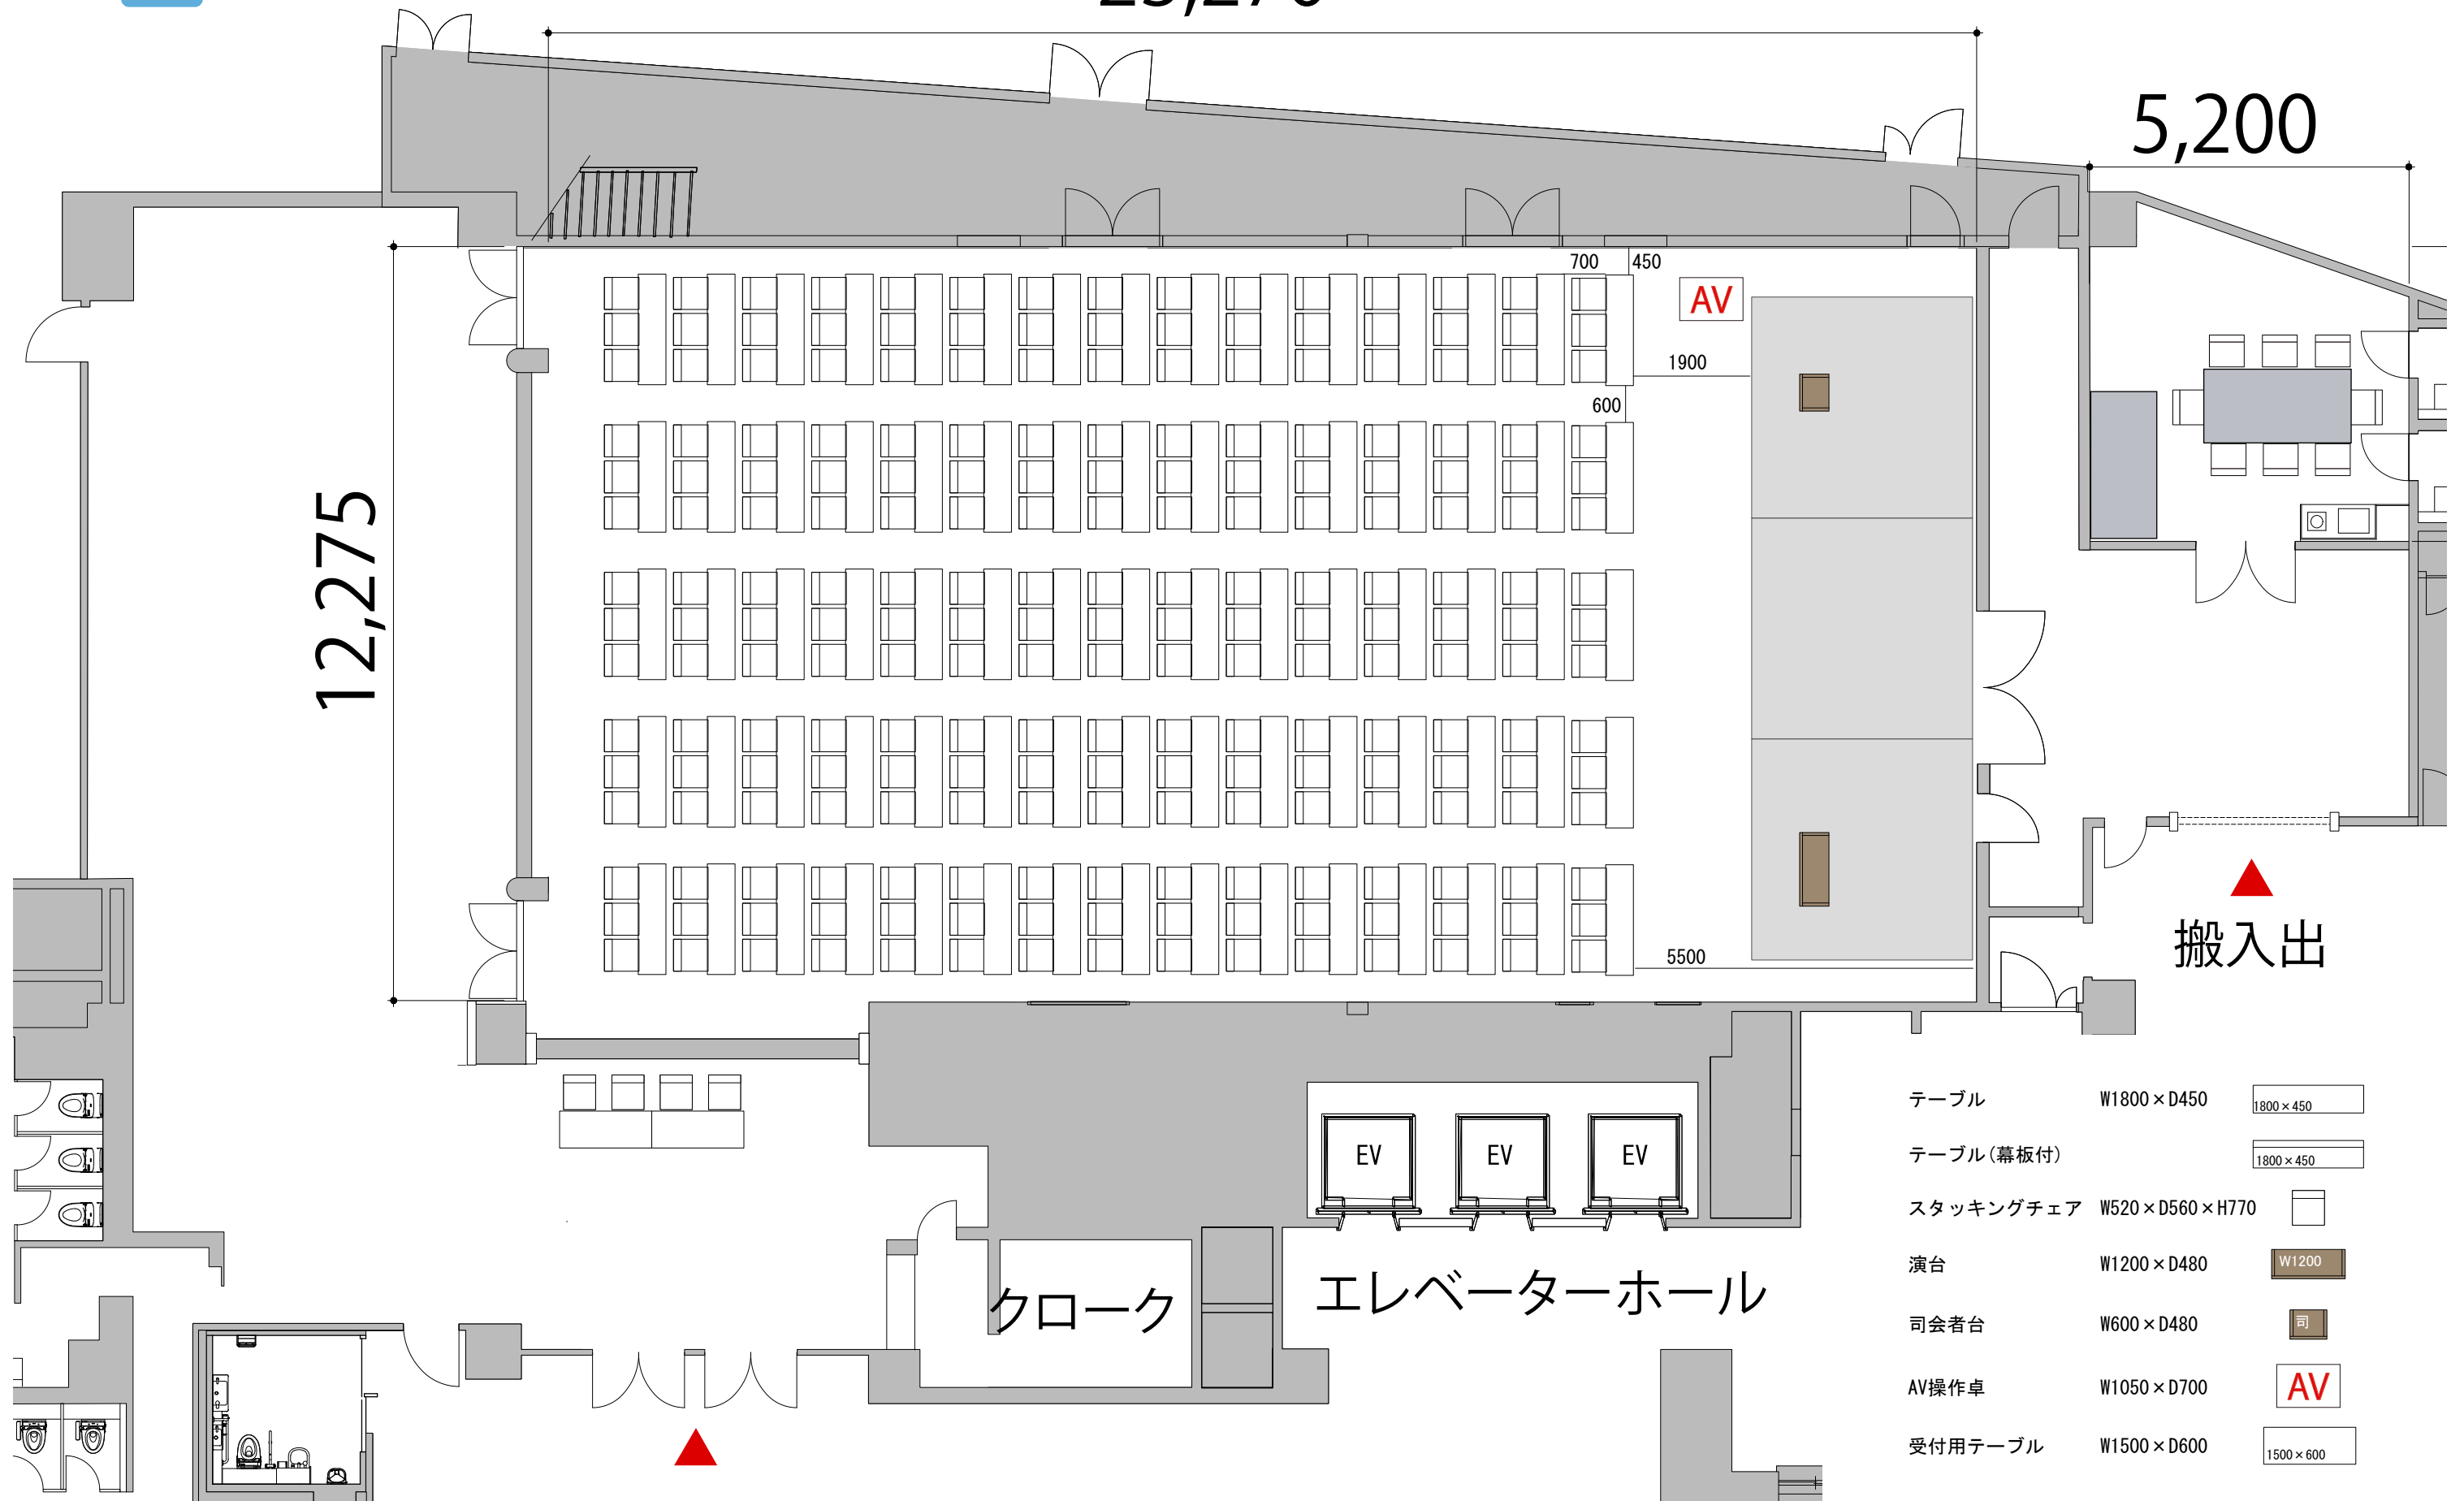 5,200
700 450
AV
1900
600
12,275
5500
搬入出
EV EV EV
クローク
エレベーターホール
テーブル W1800×D450 1800×450
テーブル(幕板付) 1800×450
スタッキングチェア W520×D560×H770
演台 W1200×D480 W1200
司会者台 W600×D480 司
AV操作卓 W1050×D700 AV
受付用テーブル W1500×D600 1500×600